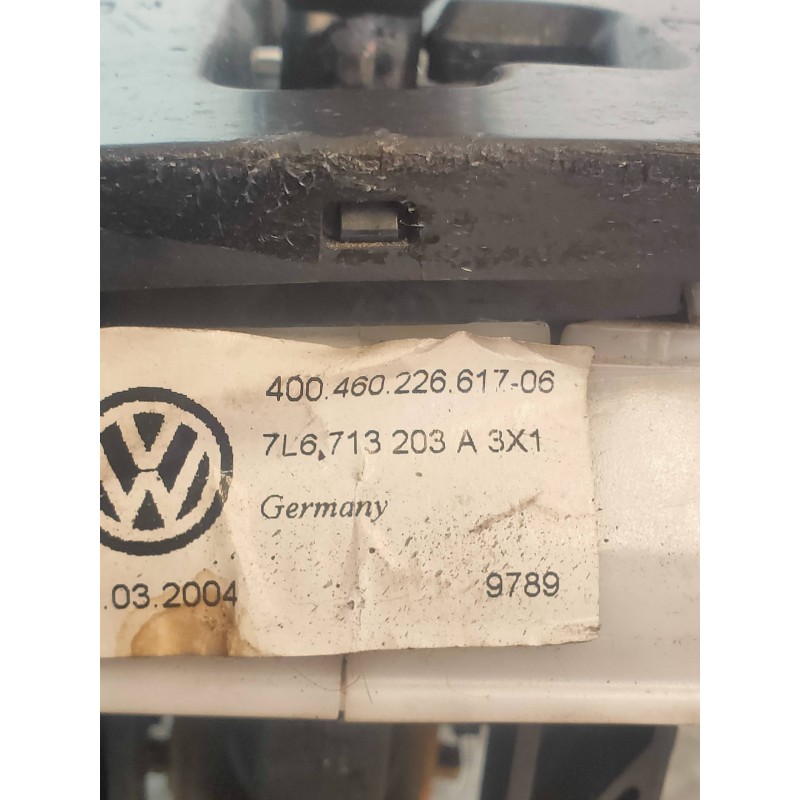 400.460.226.617-06
7L6.713 203 A 3X1
Germany
.03.2004 9789